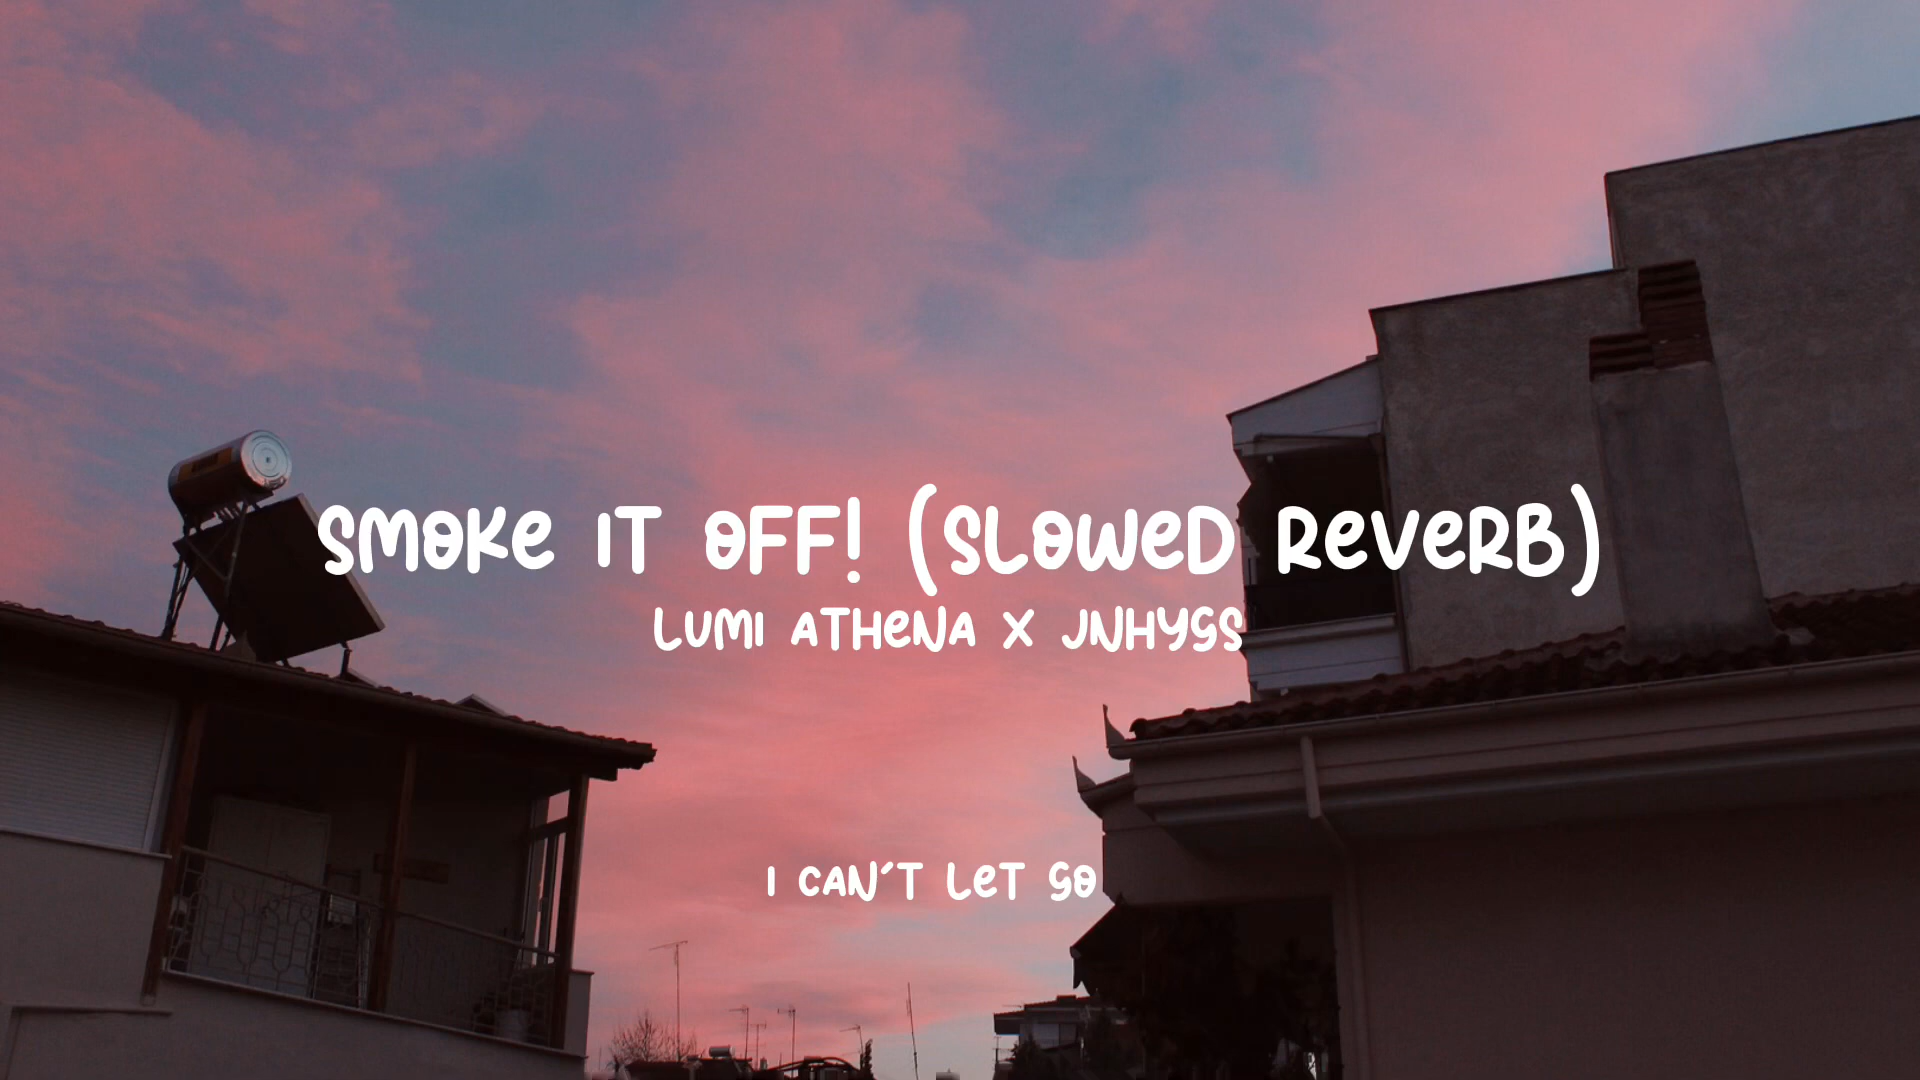 SMOKE IT OFF! (SLOWED REVERB)
LUMI ATHENA X JNHYGS
I CAN'T LET GO